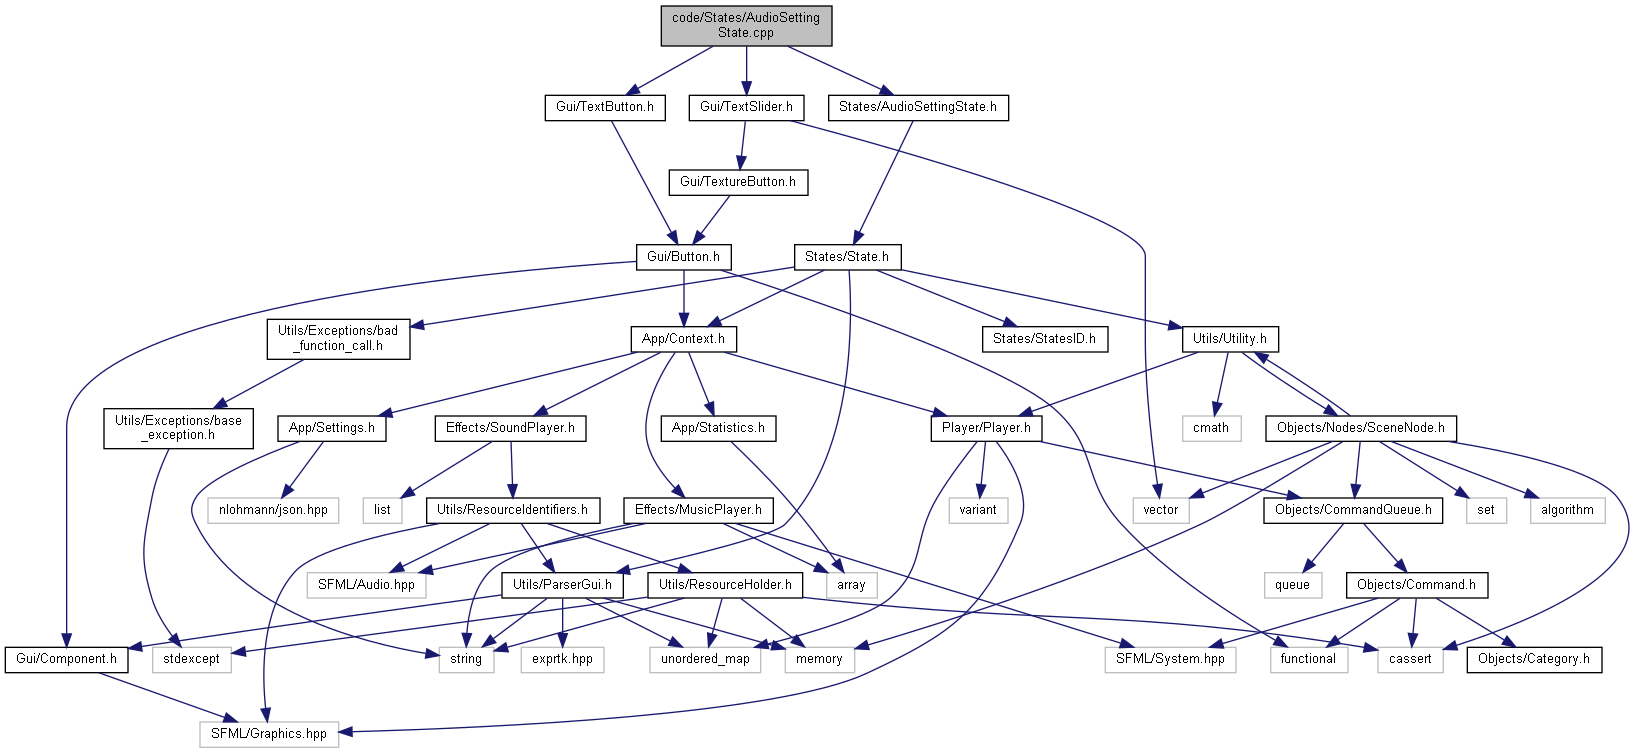 code/States/AudioSetting
State.cpp
Gui/TextButton.h
Gui/TextSlider.h
States/AudioSettingState.h
Gui/TextureButton.h
Gui/Button.h
States/State.h
Utils/Exceptions/bad
_function_call.h
App/Context.h
States/StatesID.h
Utils/Utility.h
Utils/Exceptions/base
_exception.h
App/Settings.h
Effects/SoundPlayer.h
App/Statistics.h
Player/Player.h
cmath
Objects/Nodes/SceneNode.h
nlohmann/json.hpp
list
Utils/ResourceIdentifiers.h
Effects/MusicPlayer.h
variant
vector
Objects/CommandQueue.h
set
algorithm
SFML/Audio.hpp
Utils/ParserGui.h
Utils/ResourceHolder.h
array
queue
Objects/Command.h
Gui/Component.h
stdexcept
string
exprtk.hpp
unordered_map
memory
SFML/System.hpp
functional
cassert
Objects/Category.h
SFML/Graphics.hpp